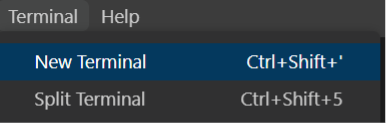 Terminal Help
New Terminal Ctrl+Shift+'
Split Terminal Ctrl+Shift+5